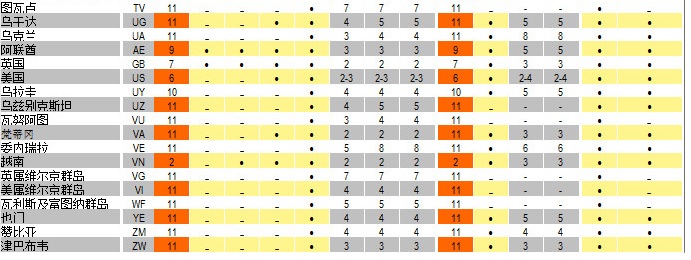 图瓦卢 TV 11 – – – • 7 7 7 11 – - - • –
乌干达 UG 11 – – • • 4 5 5 11 • 5 5 • •
乌克兰 UA 11 – – – • 3 4 4 11 • 8 8 • –
阿联酋 AE 9 • • • • 3 3 3 9 • 5 5 • •
英国 GB 7 • • • • 2 2 2 7 • 3 3 • –
美国 US 6 – – • • 2-3 2-3 2-3 6 • 2-4 2-4 • •
乌拉圭 UY 10 – – – • 4 4 4 10 • 5 5 • •
乌兹别克斯坦 UZ 11 – – – • 4 5 5 11 – - - • •
瓦努阿图 VU 11 – – – • 3 4 4 11 – - - • –
梵蒂冈 VA 11 – – • • 2 2 2 11 • 3 3 • •
委内瑞拉 VE 11 – – – • 5 8 8 11 • 6 6 • •
越南 VN 2 – • • • 2 2 2 2 • 3 3 • •
英属维尔京群岛 VG 11 – – – • 7 7 7 11 – - - • –
美属维尔京群岛 VI 11 – – – • 4 4 4 11 – - - • –
瓦利斯及富图纳群岛 WF 11 – – – • 5 5 5 11 – - - • –
也门 YE 11 – – – • 4 4 4 11 • 5 5 • •
赞比亚 ZM 11 – – – • 4 4 4 11 • 4 4 • •
津巴布韦 ZW 11 – – – • 3 3 3 11 • 3 3 • •